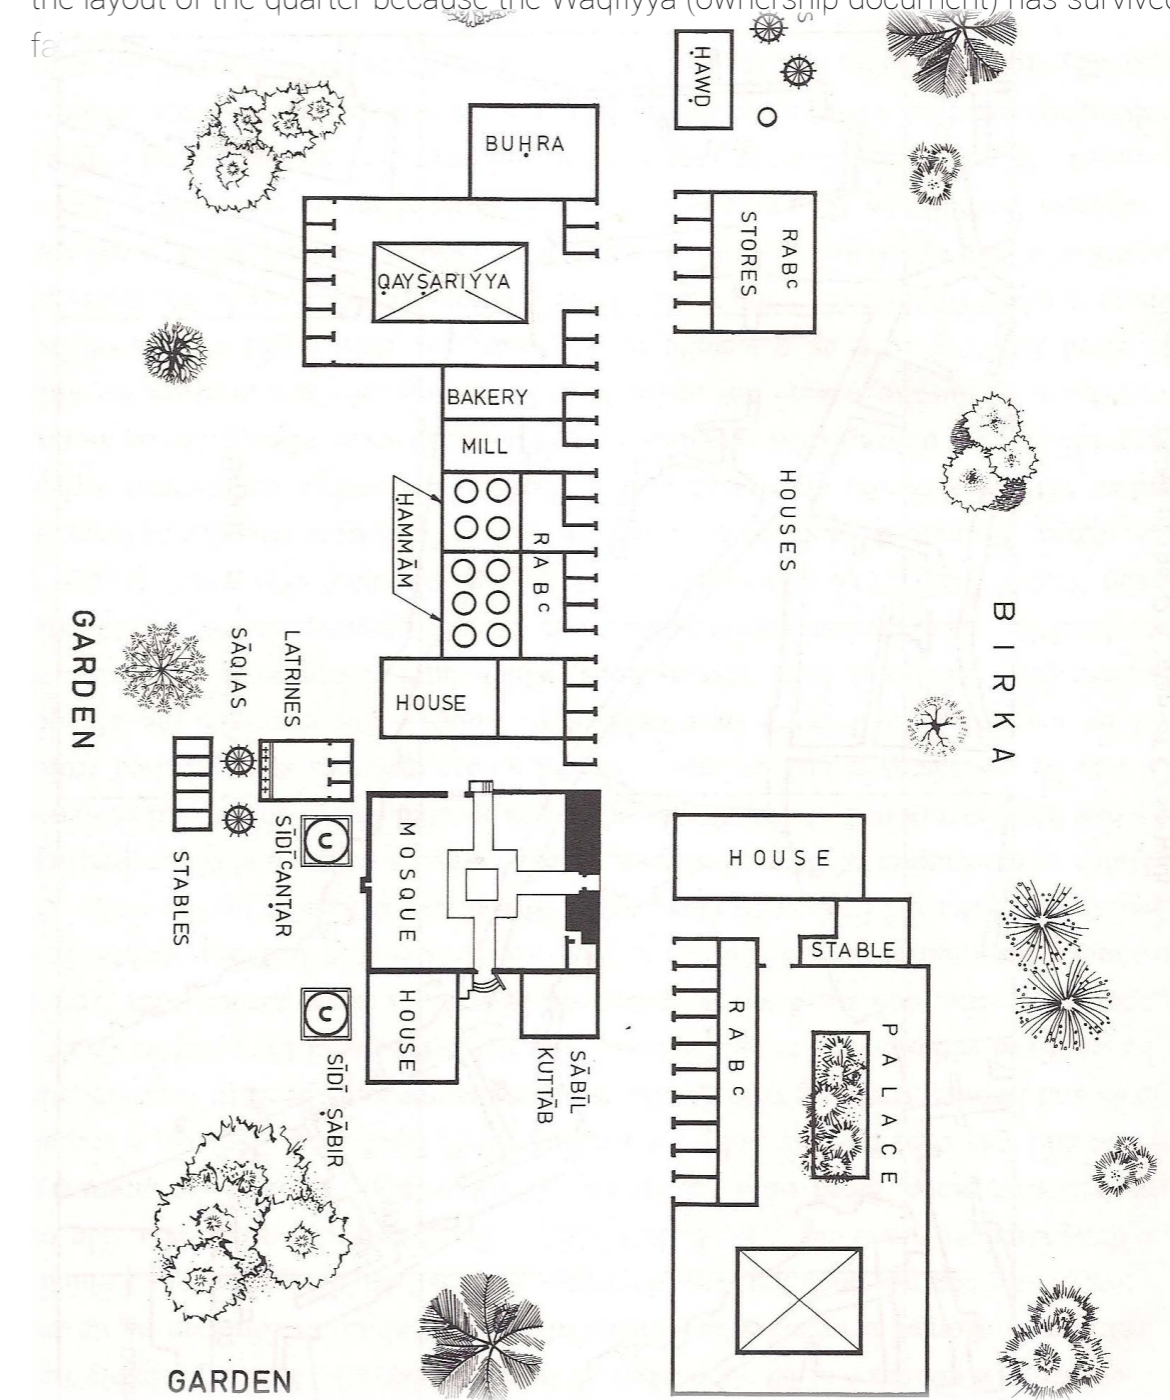 the layout of the quarter because the Waqfiyya (ownership document) has survived
fa
S
ḤAWḌ
BUḤRA
STORES
RABc
QAYṢARIYYA
BAKERY
MILL
ḤAMMĀM
RABc
HOUSES
BIRKA
GARDEN
SĀQIAS
LATRINES
HOUSE
STABLES
SĪDĪ cANṬAR
MOSQUE
HOUSE
STABLE
HOUSE
RABc
PALACE
SĀBĪL
KUTTĀB
SĪDĪ ṢĀBIR
GARDEN